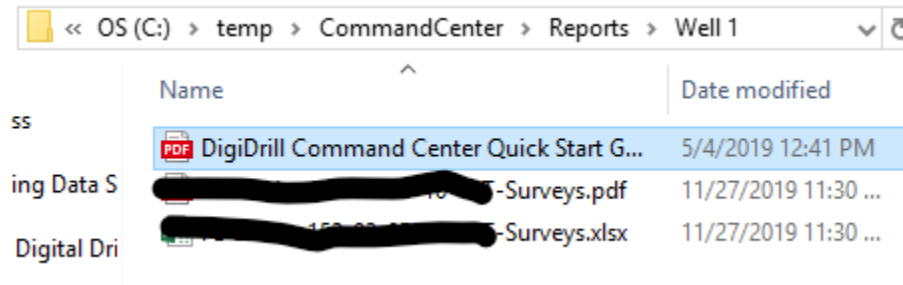 « OS (C:) > temp > CommandCenter > Reports > Well 1
Name Date modified
ss
PDF DigiDrill Command Center Quick Start G... 5/4/2019 12:41 PM
ing Data S
-Surveys.pdf 11/27/2019 11:30 ...
-Surveys.xlsx 11/27/2019 11:30 ...
Digital Dri